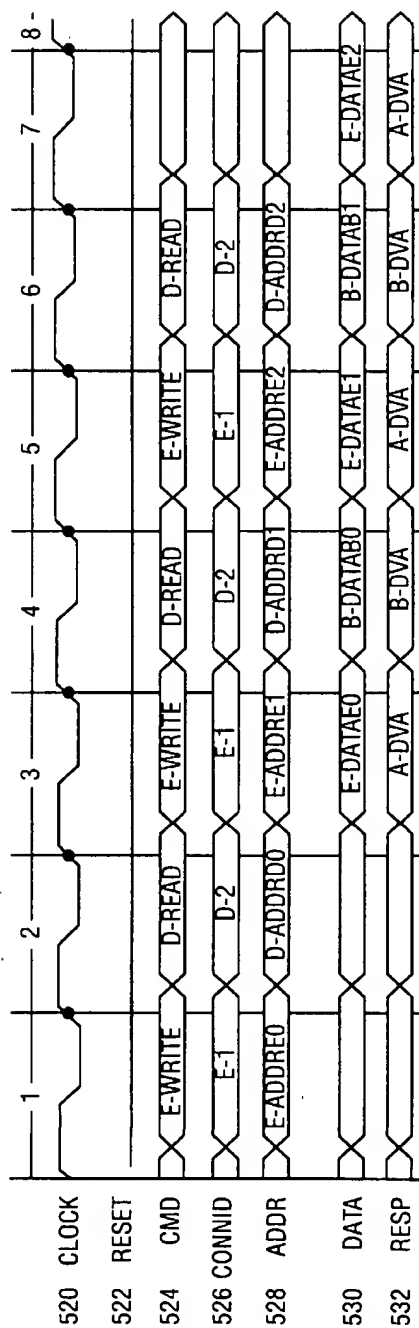 1 2 3 4 5 6 7 8
520 CLOCK
522 RESET
524 CMD E-WRITE D-READ E-WRITE D-READ E-WRITE D-READ
526 CONNID E-1 D-2 E-1 D-2 E-1 D-2
528 ADDR E-ADDRE0 D-ADDRD0 E-ADDRE1 D-ADDRD1 E-ADDRE2 D-ADDRD2
530 DATA E-DATAE0 B-DATAB0 E-DATAE1 B-DATAB1 E-DATAE2
532 RESP A-DVA B-DVA A-DVA B-DVA A-DVA